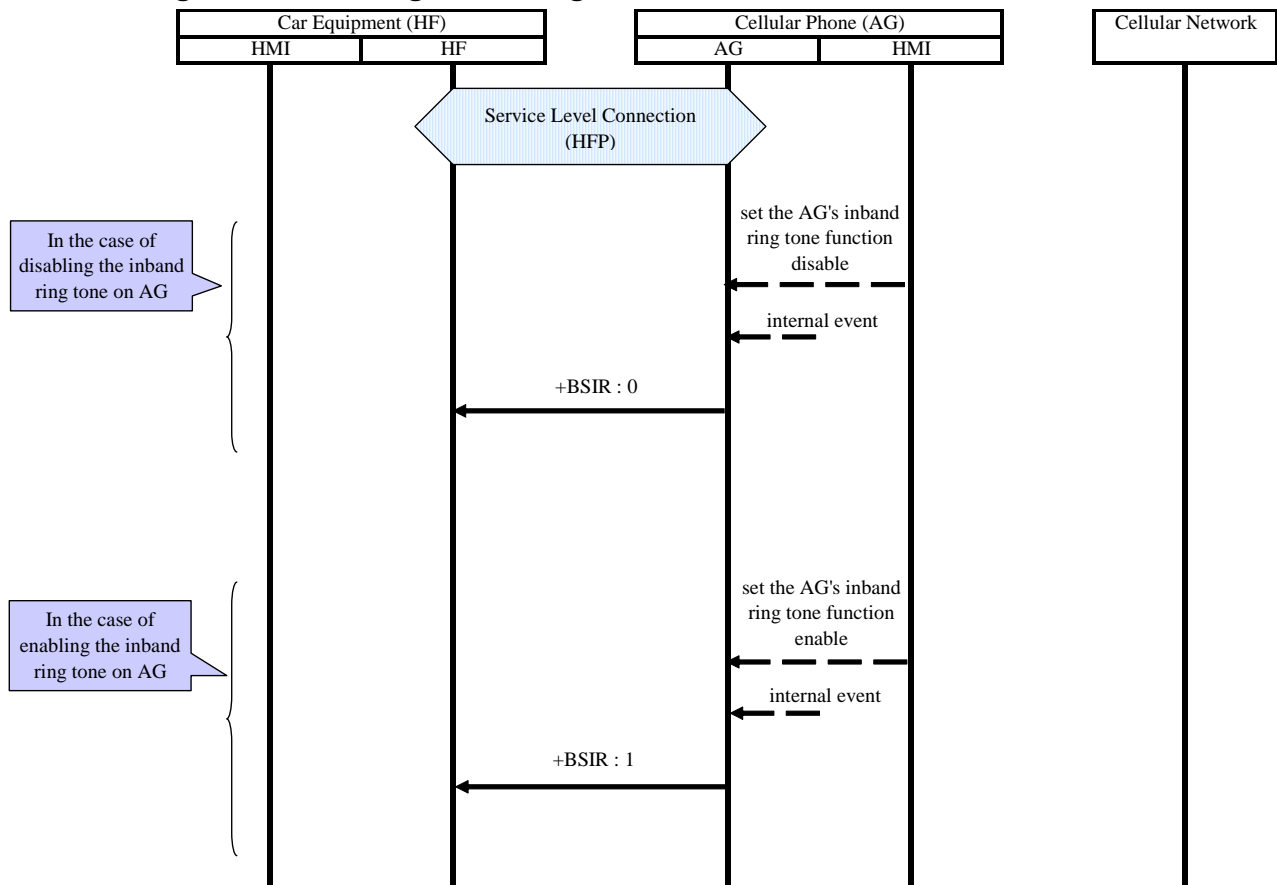 Car Equipment (HF)
Cellular Phone (AG)
Cellular Network
HMI
HF
AG
HMI
Service Level Connection
(HFP)
In the case of
disabling the inband
ring tone on AG
set the AG's inband
ring tone function
disable
internal event
+BSIR : 0
In the case of
enabling the inband
ring tone on AG
set the AG's inband
ring tone function
enable
internal event
+BSIR : 1